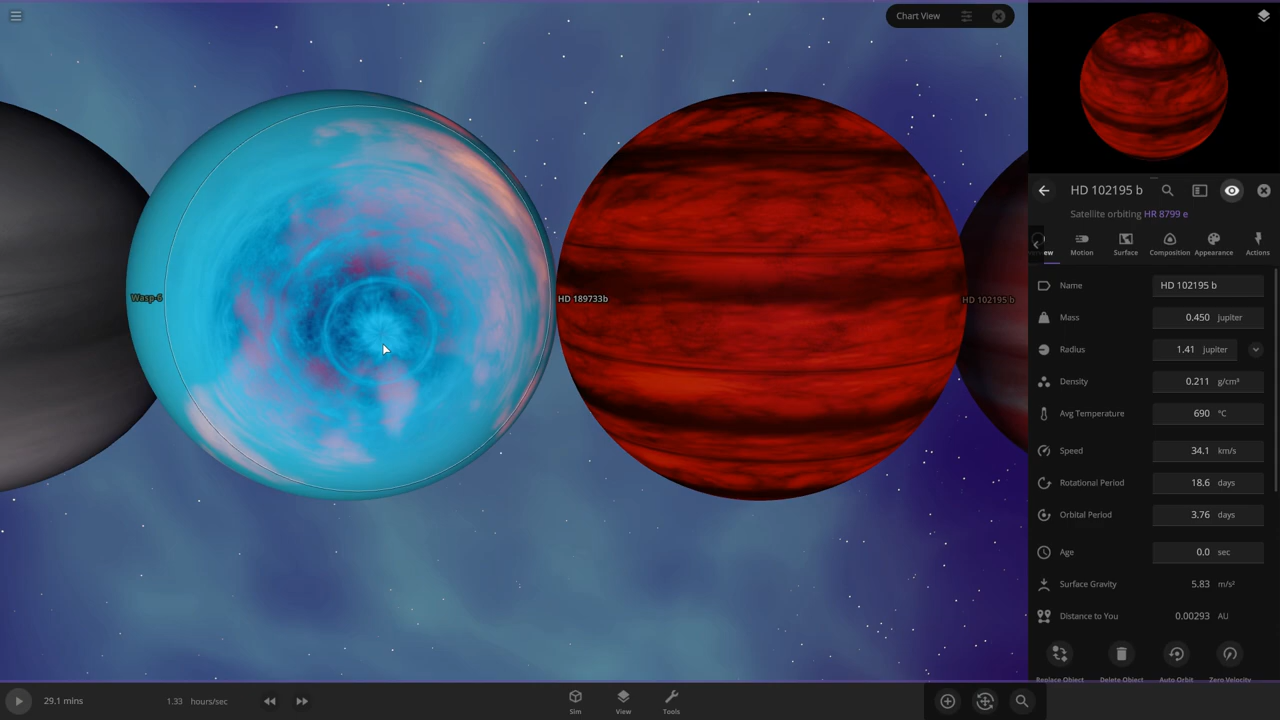 Chart View
Wasp-6
HD 189733b
HD 102195 b
HD 102195 b
Satellite orbiting HR 8799 e
Motion
Surface
Composition
Appearance
Actions
Name HD 102195 b
Mass 0.450 jupiter
Radius 1.41 jupiter
Density 0.211 g/cm³
Avg Temperature 690 °C
Speed 34.1 km/s
Rotational Period 18.6 days
Orbital Period 3.76 days
Age 0.0 sec
Surface Gravity 5.83 m/s²
Distance to You 0.00293 AU
Replace Object Delete Object Auto Orbit Zero Velocity
29.1 mins 1.33 hours/sec
Sim View Tools